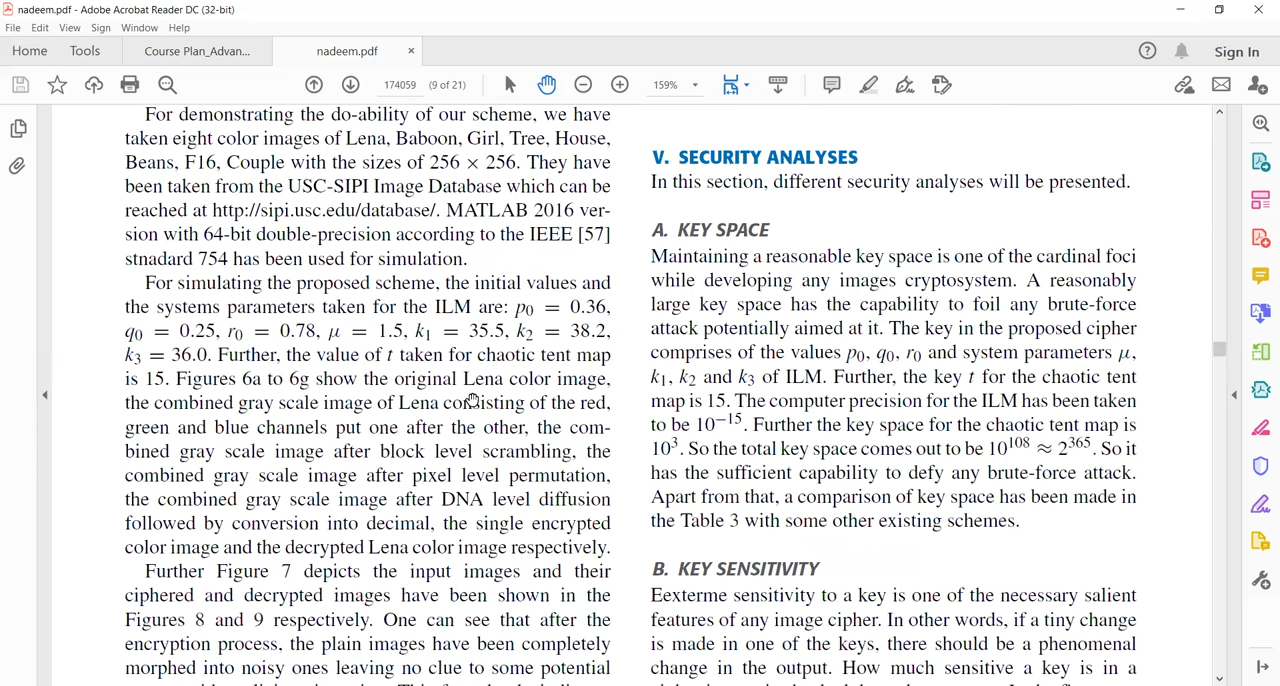 nadeem.pdf - Adobe Acrobat Reader DC (32-bit)
File Edit View Sign Window Help
Home Tools Course Plan_Advan... nadeem.pdf × Sign In
174059 (9 of 21) 159%
For demonstrating the do-ability of our scheme, we have
taken eight color images of Lena, Baboon, Girl, Tree, House,
Beans, F16, Couple with the sizes of 256 × 256. They have
been taken from the USC-SIPI Image Database which can be
reached at http://sipi.usc.edu/database/. MATLAB 2016 ver-
sion with 64-bit double-precision according to the IEEE [57]
stnadard 754 has been used for simulation.
For simulating the proposed scheme, the initial values and
the systems parameters taken for the ILM are: p₀ = 0.36,
q₀ = 0.25, r₀ = 0.78, μ = 1.5, k₁ = 35.5, k₂ = 38.2,
k₃ = 36.0. Further, the value of t taken for chaotic tent map
is 15. Figures 6a to 6g show the original Lena color image,
the combined gray scale image of Lena consisting of the red,
green and blue channels put one after the other, the com-
bined gray scale image after block level scrambling, the
combined gray scale image after pixel level permutation,
the combined gray scale image after DNA level diffusion
followed by conversion into decimal, the single encrypted
color image and the decrypted Lena color image respectively.
Further Figure 7 depicts the input images and their
ciphered and decrypted images have been shown in the
Figures 8 and 9 respectively. One can see that after the
encryption process, the plain images have been completely
morphed into noisy ones leaving no clue to some potential
V. SECURITY ANALYSES
In this section, different security analyses will be presented.
A. KEY SPACE
Maintaining a reasonable key space is one of the cardinal foci
while developing any images cryptosystem. A reasonably
large key space has the capability to foil any brute-force
attack potentially aimed at it. The key in the proposed cipher
comprises of the values p₀, q₀, r₀ and system parameters μ,
k₁, k₂ and k₃ of ILM. Further, the key t for the chaotic tent
map is 15. The computer precision for the ILM has been taken
to be 10⁻¹⁵. Further the key space for the chaotic tent map is
10³. So the total key space comes out to be 10¹⁰⁸ ≈ 2³⁶⁵. So it
has the sufficient capability to defy any brute-force attack.
Apart from that, a comparison of key space has been made in
the Table 3 with some other existing schemes.
B. KEY SENSITIVITY
Eexterme sensitivity to a key is one of the necessary salient
features of any image cipher. In other words, if a tiny change
is made in one of the keys, there should be a phenomenal
change in the output. How much sensitive a key is in a